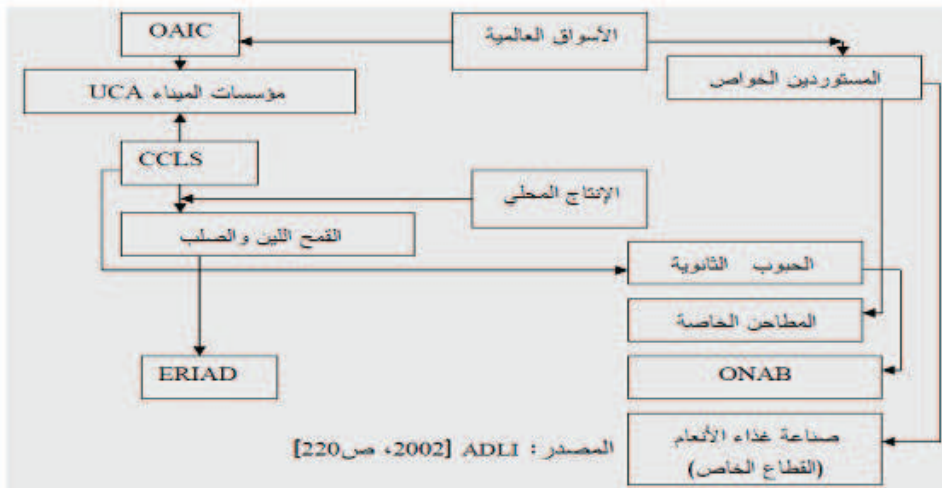 الأسواق العالمية
OAIC
المستوردين الخواص
مؤسسات الميناء UCA
CCLS
الإنتاج المحلي
القمح اللين والصلب
الحبوب الثانوية
المطاحن الخاصة
ERIAD
ONAB
صناعة غذاء الأنعام
(القطاع الخاص)
المصدر: ADLI [2002، ص220]